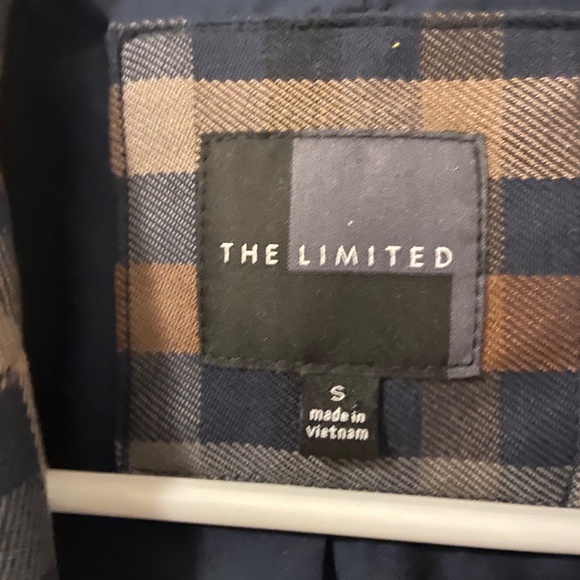 THE LIMITED
S
made in
vietnam